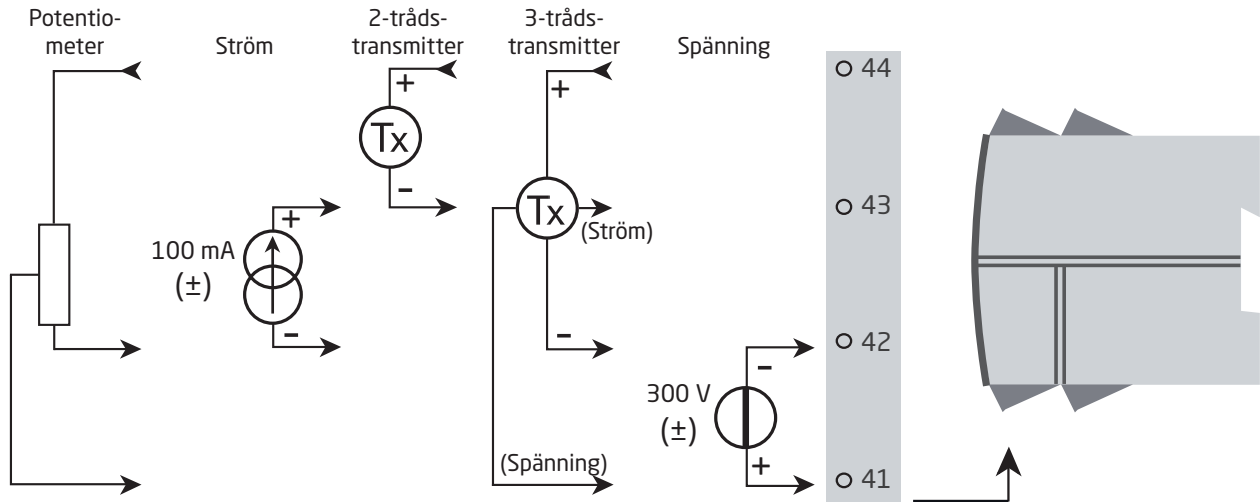 Potentio-
meter
Ström
2-tråds-
transmitter
3-tråds-
transmitter
Spänning
+
Tx
-
+
Tx
-
(Ström)
(Spänning)
100 mA
(±)
+
-
300 V
(±)
-
+
44
43
42
41